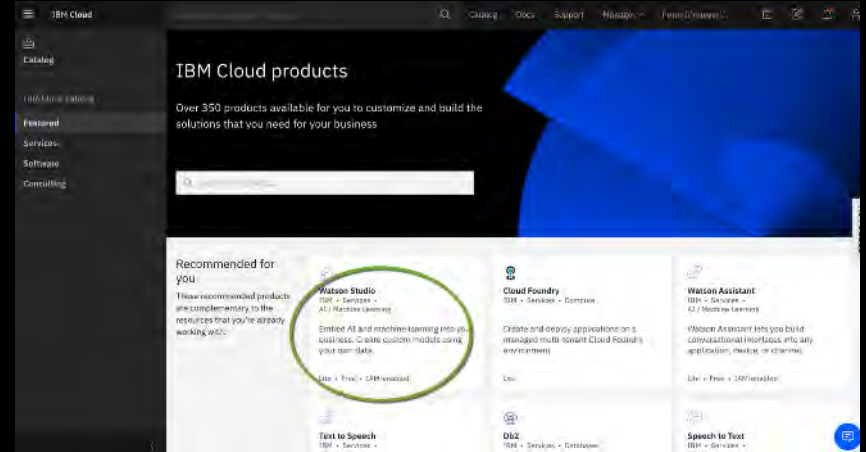 IBM Cloud
Catalog
Docs
Support
Manage
Catalog
IBM Cloud catalog
Featured
Services
Software
Consulting
IBM Cloud products
Over 350 products available for you to customize and build the
solutions that you need for your business
Recommended for
you
These recommended products
are complementary to the
resources that you're already
working with.
Watson Studio
IBM • Services •
AI / Machine Learning
Embed AI and machine learning into you
business. Create custom models using
your own data.
Lite • Free • IAM-enabled
Cloud Foundry
IBM • Services • Compute
Create and deploy applications on a
managed multi-tenant Cloud Foundry
environment
Lite
Watson Assistant
IBM • Services •
AI / Machine Learning
Watson Assistant lets you build
conversational interfaces into any
application, device, or channel.
Lite • Free • IAM-enabled
Text to Speech
IBM • Services •
Db2
IBM • Services • Databases
Speech to Text
IBM • Services •